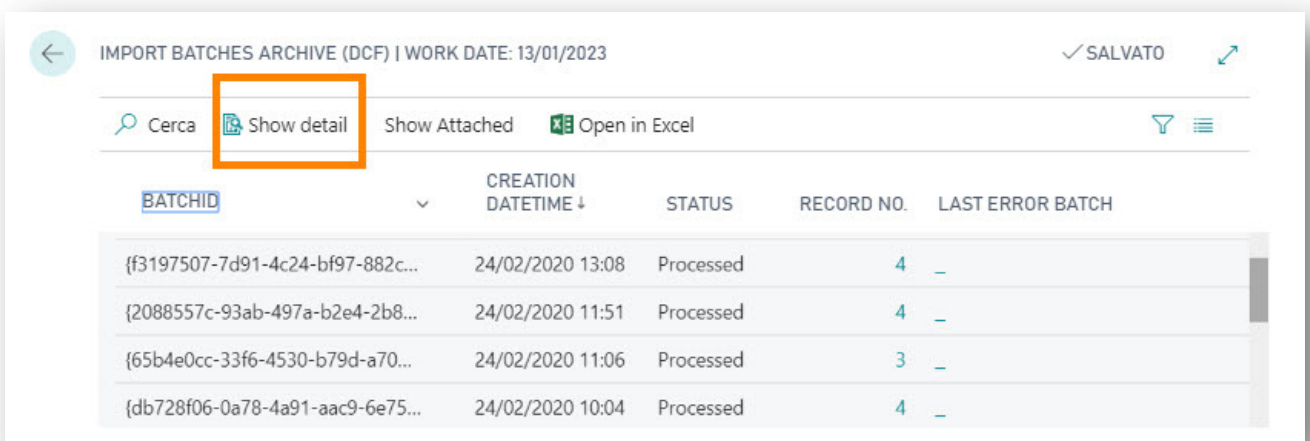 IMPORT BATCHES ARCHIVE (DCF) | WORK DATE: 13/01/2023 SALVATO
Cerca Show detail Show Attached Open in Excel
BATCHID CREATION DATETIME ↓ STATUS RECORD NO. LAST ERROR BATCH
{f3197507-7d91-4c24-bf97-882c... 24/02/2020 13:08 Processed 4 _
{2088557c-93ab-497a-b2e4-2b8... 24/02/2020 11:51 Processed 4 _
{65b4e0cc-33f6-4530-b79d-a70... 24/02/2020 11:06 Processed 3 _
{db728f06-0a78-4a91-aac9-6e75... 24/02/2020 10:04 Processed 4 _